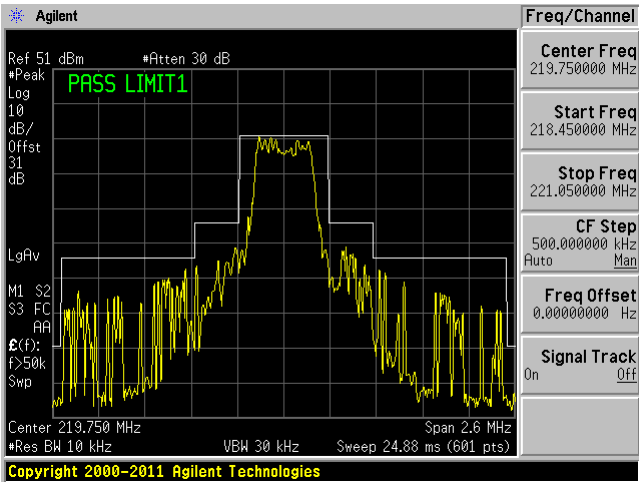 Agilent
Freq/Channel
Ref 51 dBm #Atten 30 dB
#Peak
Log
10
dB/
Offst
31
dB
PASS LIMIT1
LgAv
M1 S2
S3 FC
AA
£(f):
f>50k
Swp
Center 219.750 MHz Span 2.6 MHz
#Res BW 10 kHz VBW 30 kHz Sweep 24.88 ms (601 pts)
Copyright 2000-2011 Agilent Technologies
Center Freq
219.750000 MHz
Start Freq
218.450000 MHz
Stop Freq
221.050000 MHz
CF Step
500.000000 kHz
Auto Man
Freq Offset
0.00000000 Hz
Signal Track
On Off